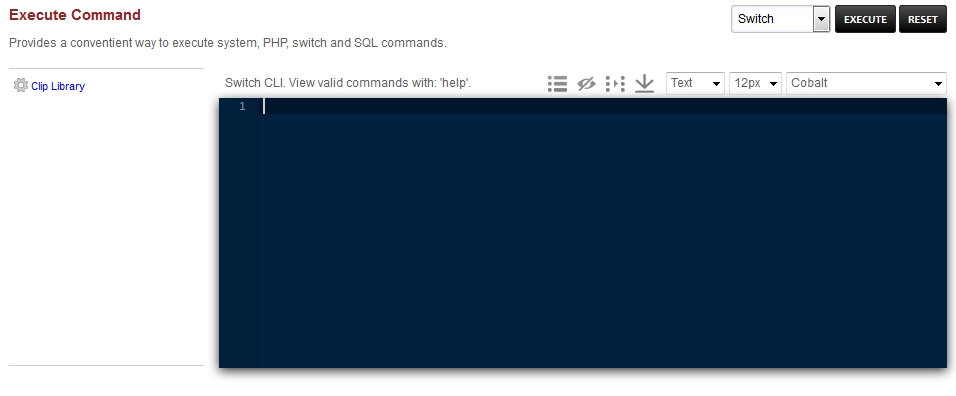 Execute Command
Switch EXECUTE RESET
Provides a conventient way to execute system, PHP, switch and SQL commands.
Clip Library
Switch CLI. View valid commands with: 'help'.
Text 12px Cobalt
1